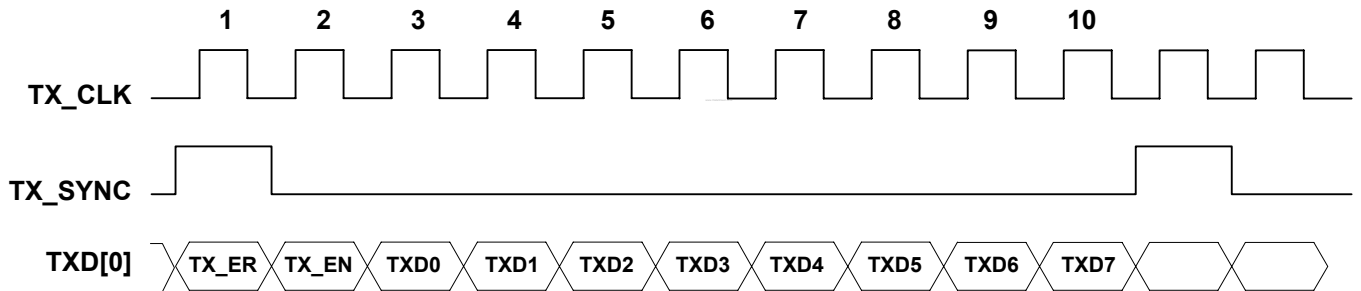 1 2 3 4 5 6 7 8 9 10
TX_CLK
TX_SYNC
TXD[0] TX_ER TX_EN TXD0 TXD1 TXD2 TXD3 TXD4 TXD5 TXD6 TXD7